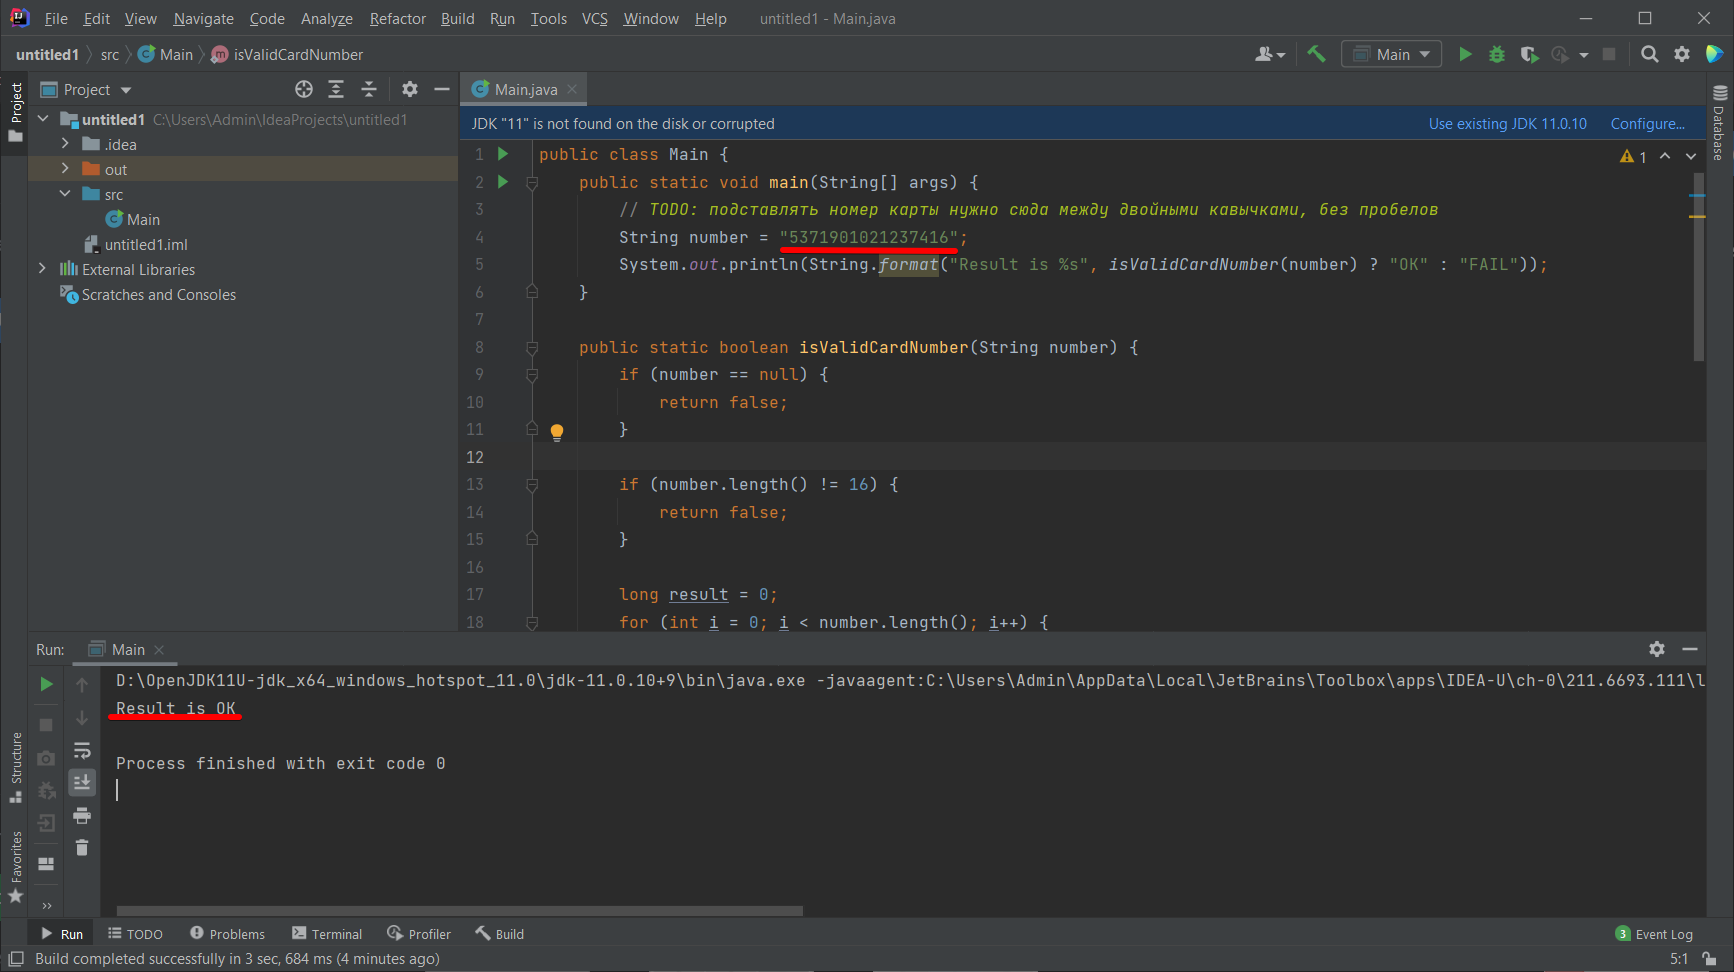 File Edit View Navigate Code Analyze Refactor Build Run Tools VCS Window Help untitled1 - Main.java
untitled1 src Main isValidCardNumber
Main
Project
Main.java
JDK "11" is not found on the disk or corrupted Use existing JDK 11.0.10 Configure...
untitled1 C:\Users\Admin\IdeaProjects\untitled1
.idea
out
src
Main
untitled1.iml
External Libraries
Scratches and Consoles
1 public class Main {
2 public static void main(String[] args) {
3 // TODO: подставлять номер карты нужно сюда между двойными кавычками, без пробелов
4 String number = "5371901021237416";
5 System.out.println(String.format("Result is %s", isValidCardNumber(number) ? "OK" : "FAIL"));
6 }
7
8 public static boolean isValidCardNumber(String number) {
9 if (number == null) {
10 return false;
11 }
12
13 if (number.length() != 16) {
14 return false;
15 }
16
17 long result = 0;
18 for (int i = 0; i < number.length(); i++) {
1
Project
Database
Structure
Favorites
Run: Main
D:\OpenJDK11U-jdk_x64_windows_hotspot_11.0\jdk-11.0.10+9\bin\java.exe -javaagent:C:\Users\Admin\AppData\Local\JetBrains\Toolbox\apps\IDEA-U\ch-0\211.6693.111\l
Result is OK
Process finished with exit code 0
Run TODO Problems Terminal Profiler Build 3 Event Log
Build completed successfully in 3 sec, 684 ms (4 minutes ago) 5:1